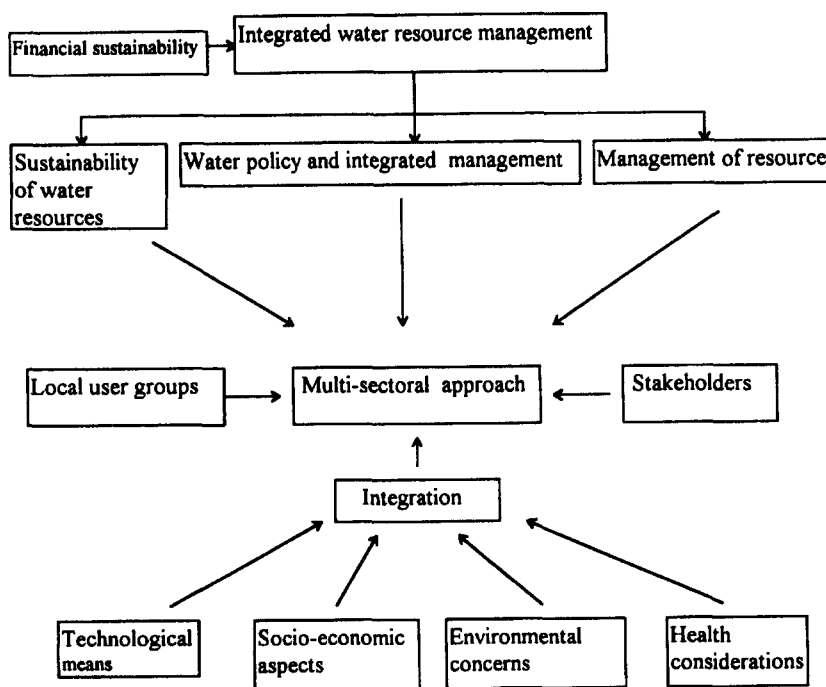 Financial sustainability
Integrated water resource management
Sustainability
of water
resources
Water policy and integrated management
Management of resource
Local user groups
Multi-sectoral approach
Stakeholders
Integration
Technological
means
Socio-economic
aspects
Environmental
concerns
Health
considerations